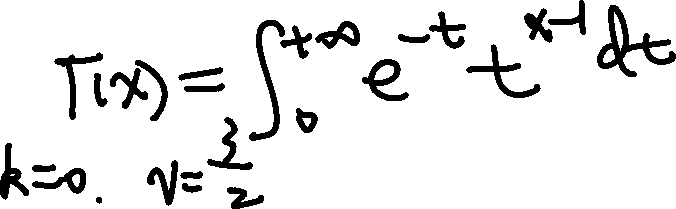 Γ(x)=∫₀^{+∞} e^{-t} t^{x-1} dt
k=0. ν=3/2